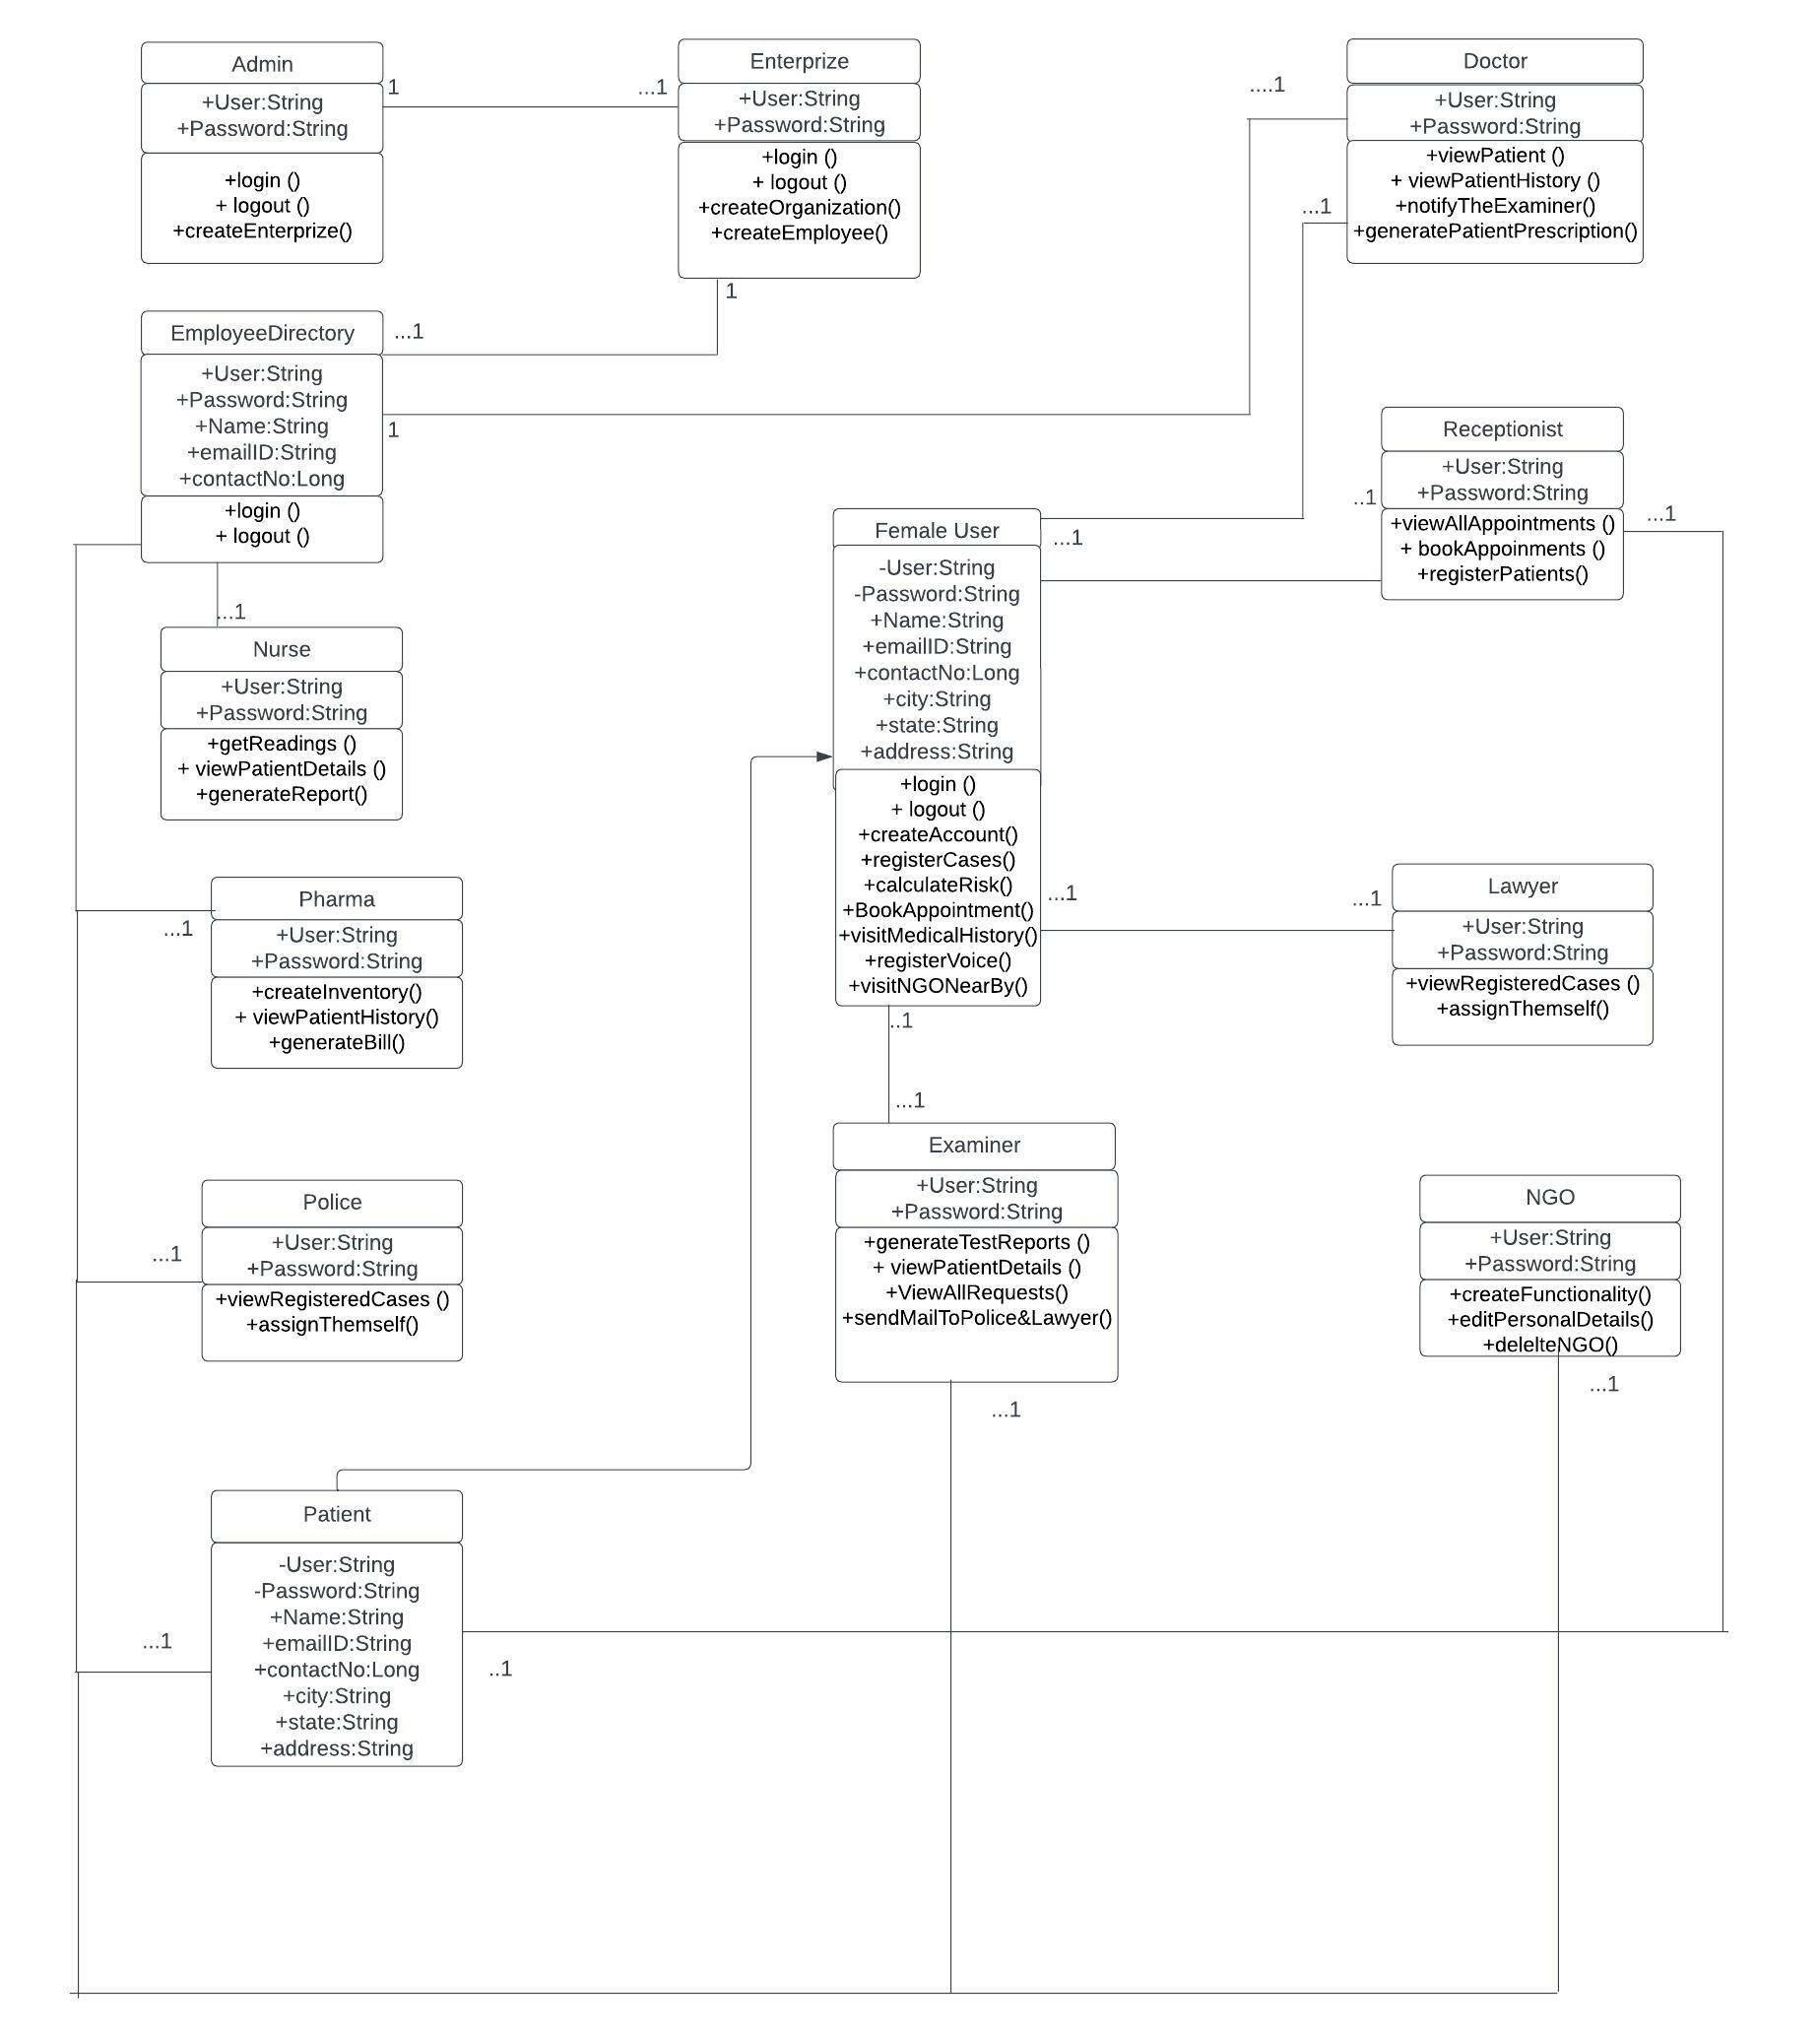 Admin
+User:String
+Password:String
+login ()
+ logout ()
+createEnterprize()
1
...1
Enterprize
+User:String
+Password:String
+login ()
+ logout ()
+createOrganization()
+createEmployee()
1
....1
Doctor
+User:String
+Password:String
+viewPatient ()
+ viewPatientHistory ()
+notifyTheExaminer()
+generatePatientPrescription()
...1
EmployeeDirectory
...1
+User:String
+Password:String
+Name:String
+emailID:String
+contactNo:Long
1
+login ()
+ logout ()
...1
Receptionist
+User:String
+Password:String
..1
+viewAllAppointments ()
+ bookAppoinments ()
+registerPatients()
...1
Female User
...1
-User:String
-Password:String
+Name:String
+emailID:String
+contactNo:Long
+city:String
+state:String
+address:String
+login ()
+ logout ()
+createAccount()
+registerCases()
+calculateRisk()
+BookAppointment()
+visitMedicalHistory()
+registerVoice()
+visitNGONearBy()
...1
..1
Nurse
+User:String
+Password:String
+getReadings ()
+ viewPatientDetails ()
+generateReport()
Pharma
...1
+User:String
+Password:String
+createInventory()
+ viewPatientHistory()
+generateBill()
...1
Lawyer
+User:String
+Password:String
+viewRegisteredCases ()
+assignThemself()
...1
Examiner
+User:String
+Password:String
+generateTestReports ()
+ viewPatientDetails ()
+ViewAllRequests()
+sendMailToPolice&Lawyer()
...1
Police
...1
+User:String
+Password:String
+viewRegisteredCases ()
+assignThemself()
NGO
+User:String
+Password:String
+createFunctionality()
+editPersonalDetails()
+delelteNGO()
...1
Patient
-User:String
-Password:String
+Name:String
+emailID:String
+contactNo:Long
+city:String
+state:String
+address:String
...1
..1